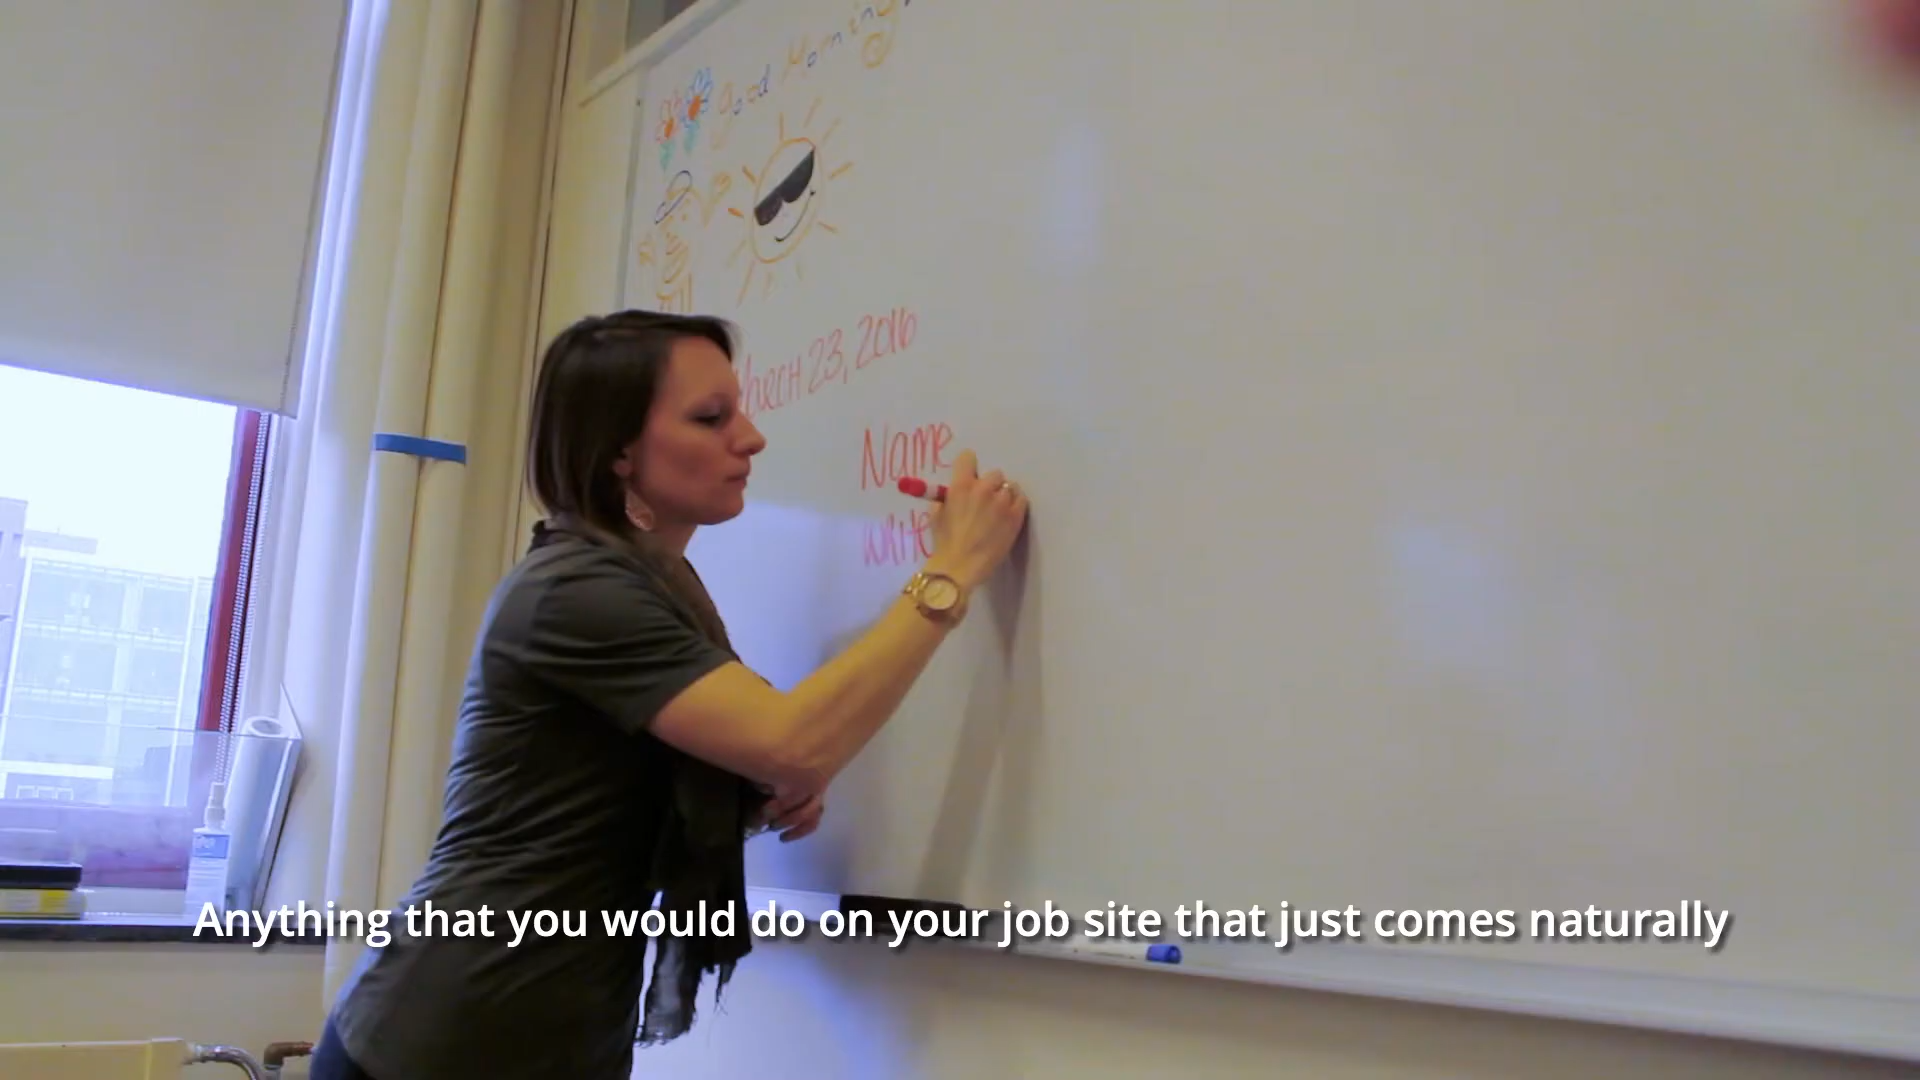 Good Morning!
March 23, 2016
Name
write
Anything that you would do on your job site that just comes naturally